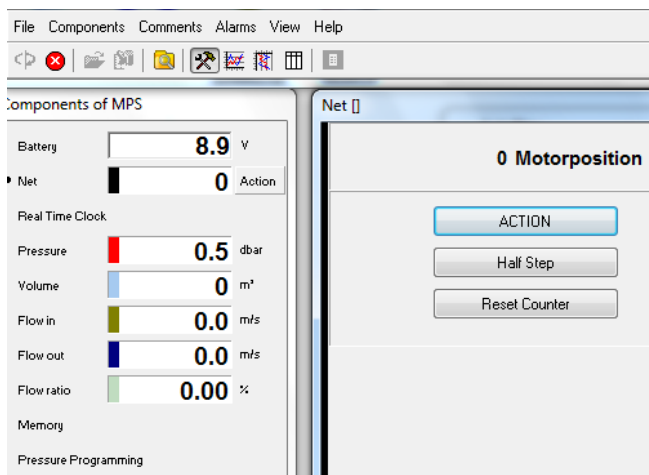 File Components Comments Alarms View Help
Components of MPS
Battery 8.9 V
Net 0 Action
Real Time Clock
Pressure 0.5 dbar
Volume 0 m³
Flow in 0.0 m/s
Flow out 0.0 m/s
Flow ratio 0.00 %
Memory
Pressure Programming
Net []
0 Motorposition
ACTION
Half Step
Reset Counter